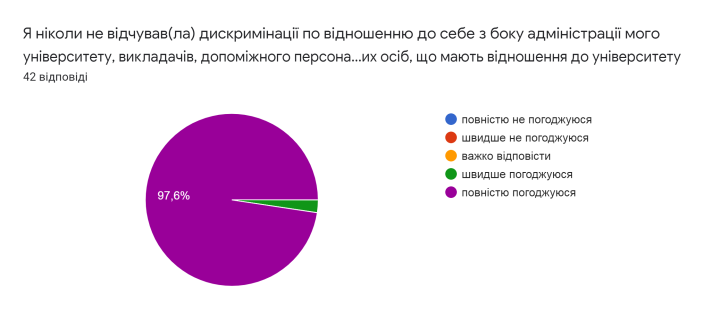 Я ніколи не відчував(ла) дискримінації по відношенню до себе з боку адміністрації мого
університету, викладачів, допоміжного персона...их осіб, що мають відношення до університету
42 відповіді
97,6%
повністю не погоджуюся
швидше не погоджуюся
важко відповісти
швидше погоджуюся
повністю погоджуюся